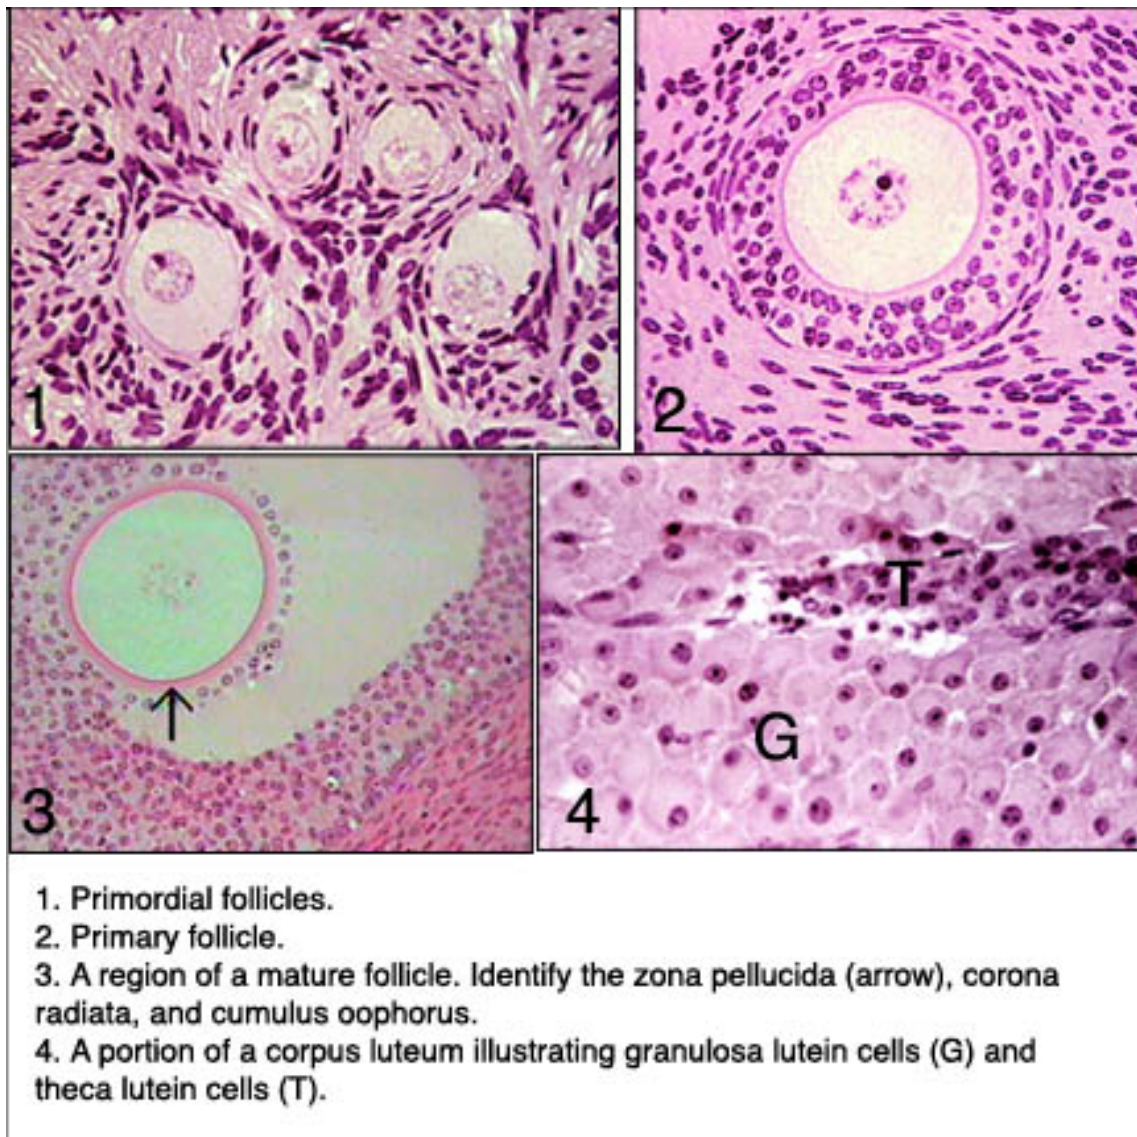 1
2
3
T
G
4
1. Primordial follicles.
2. Primary follicle.
3. A region of a mature follicle. Identify the zona pellucida (arrow), corona
radiata, and cumulus oophorus.
4. A portion of a corpus luteum illustrating granulosa lutein cells (G) and
theca lutein cells (T).